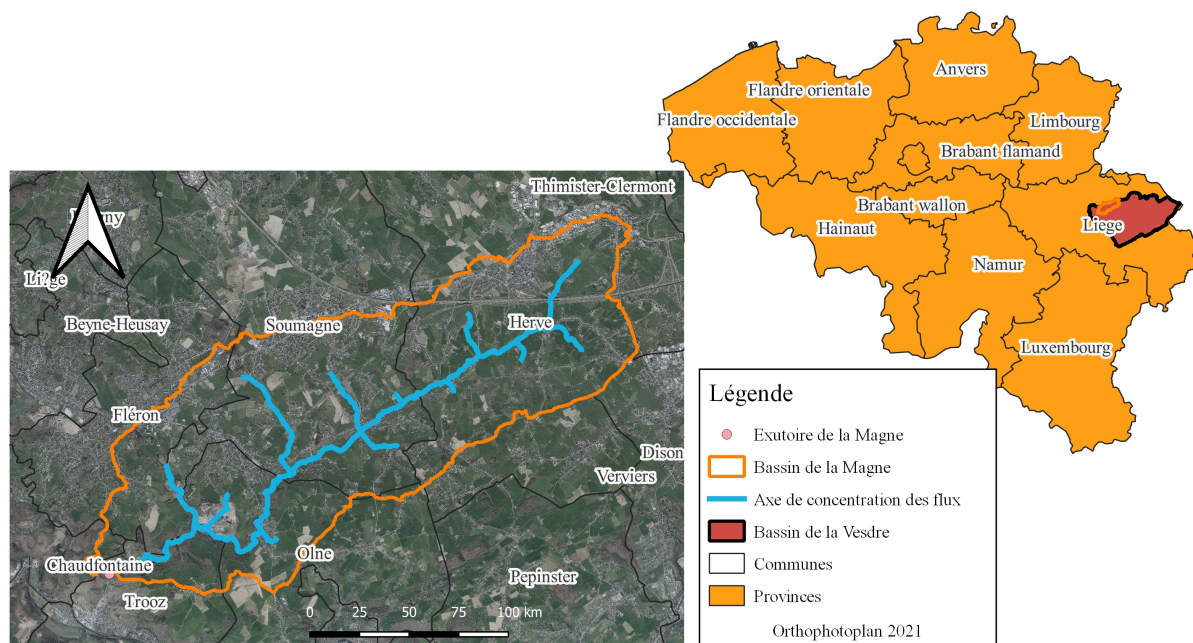 Thimister-Clermont
Li?ge
Beyne-Heusay
Soumagne
Herve
Fléron
Dison
Verviers
Chaudfontaine
Olne
Pepinster
Trooz
0 25 50 75 100 km
Anvers
Flandre orientale
Flandre occidentale
Limbourg
Brabant flamand
Brabant wallon
Liege
Hainaut
Namur
Luxembourg
Légende
Exutoire de la Magne
Bassin de la Magne
Axe de concentration des flux
Bassin de la Vesdre
Communes
Provinces
Orthophotoplan 2021